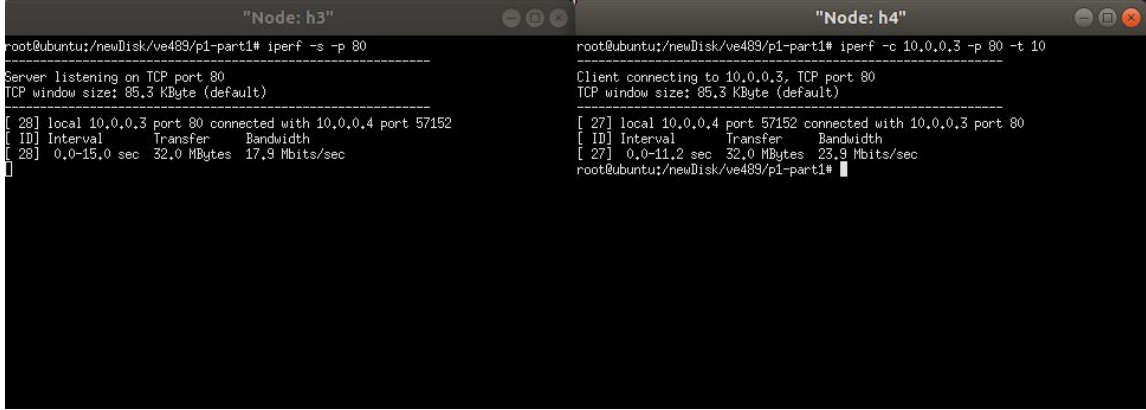 "Node: h3"
root@ubuntu:/newDisk/ve489/p1-part1# iperf -s -p 80
------------------------------------------------------------
Server listening on TCP port 80
TCP window size: 85.3 KByte (default)
------------------------------------------------------------
[ 28] local 10.0.0.3 port 80 connected with 10.0.0.4 port 57152
[ ID] Interval Transfer Bandwidth
[ 28] 0.0-15.0 sec 32.0 MBytes 17.9 Mbits/sec
"Node: h4"
root@ubuntu:/newDisk/ve489/p1-part1# iperf -c 10.0.0.3 -p 80 -t 10
------------------------------------------------------------
Client connecting to 10.0.0.3, TCP port 80
TCP window size: 85.3 KByte (default)
------------------------------------------------------------
[ 27] local 10.0.0.4 port 57152 connected with 10.0.0.3 port 80
[ ID] Interval Transfer Bandwidth
[ 27] 0.0-11.2 sec 32.0 MBytes 23.9 Mbits/sec
root@ubuntu:/newDisk/ve489/p1-part1#